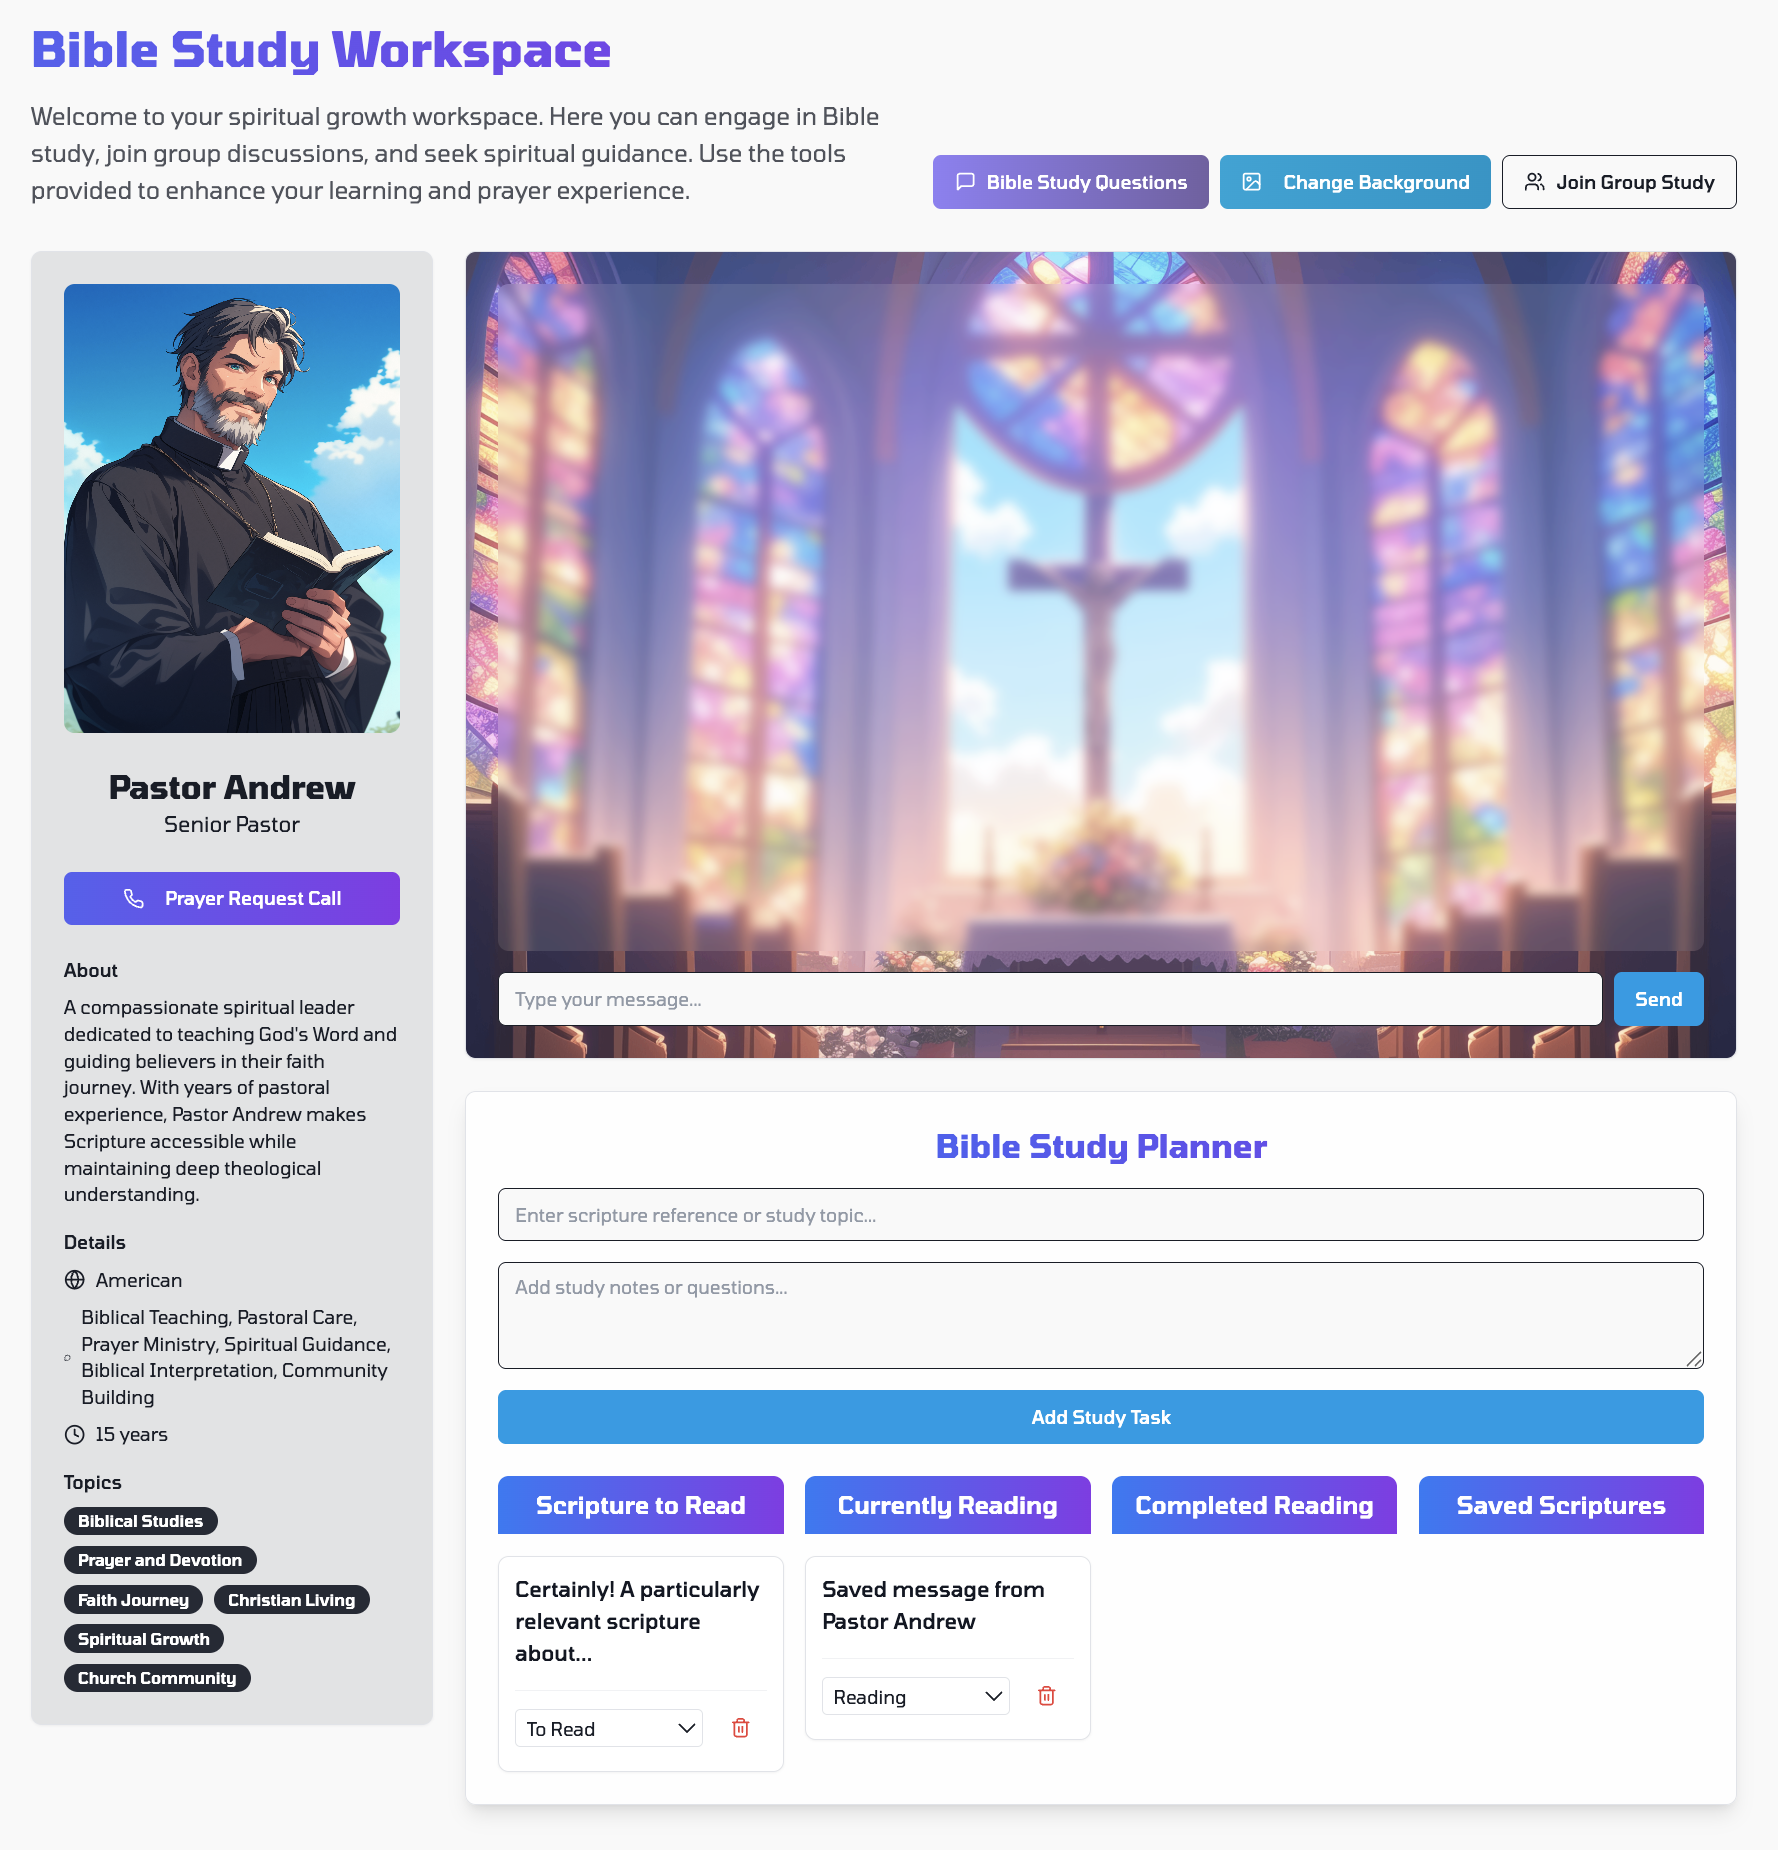 Bible Study Workspace
Welcome to your spiritual growth workspace. Here you can engage in Bible
study, join group discussions, and seek spiritual guidance. Use the tools
provided to enhance your learning and prayer experience.
Bible Study Questions
Change Background
Join Group Study
Pastor Andrew
Senior Pastor
Prayer Request Call
About
A compassionate spiritual leader
dedicated to teaching God's Word and
guiding believers in their faith
journey. With years of pastoral
experience, Pastor Andrew makes
Scripture accessible while
maintaining deep theological
understanding.
Details
American
Biblical Teaching, Pastoral Care,
Prayer Ministry, Spiritual Guidance,
Biblical Interpretation, Community
Building
15 years
Topics
Biblical Studies
Prayer and Devotion
Faith Journey
Christian Living
Spiritual Growth
Church Community
Type your message...
Send
Bible Study Planner
Enter scripture reference or study topic...
Add study notes or questions...
Add Study Task
Scripture to Read
Currently Reading
Completed Reading
Saved Scriptures
Certainly! A particularly
relevant scripture
about...
To Read
Saved message from
Pastor Andrew
Reading